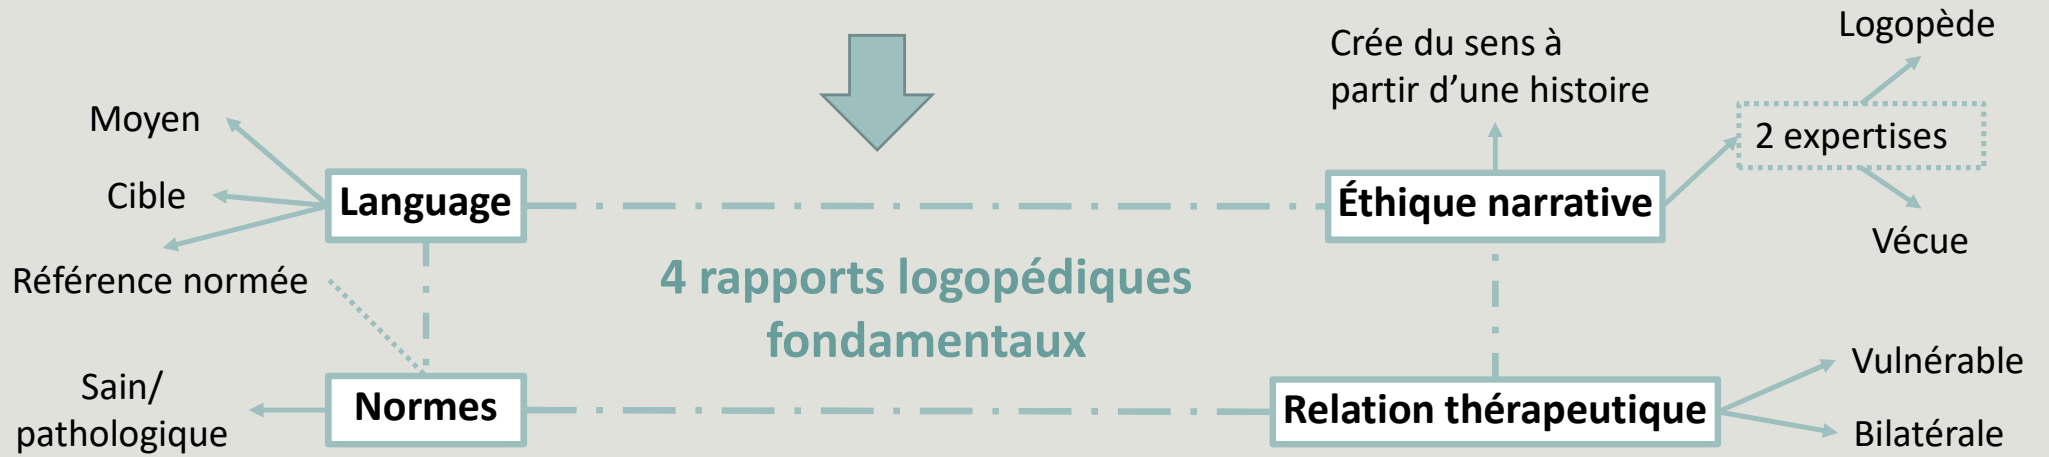 Logopède
Crée du sens à
partir d’une histoire
Moyen
2 expertises
Cible
Language
Éthique narrative
Vécue
Référence normée
4 rapports logopédiques
fondamentaux
Vulnérable
Sain/
pathologique
Normes
Relation thérapeutique
Bilatérale